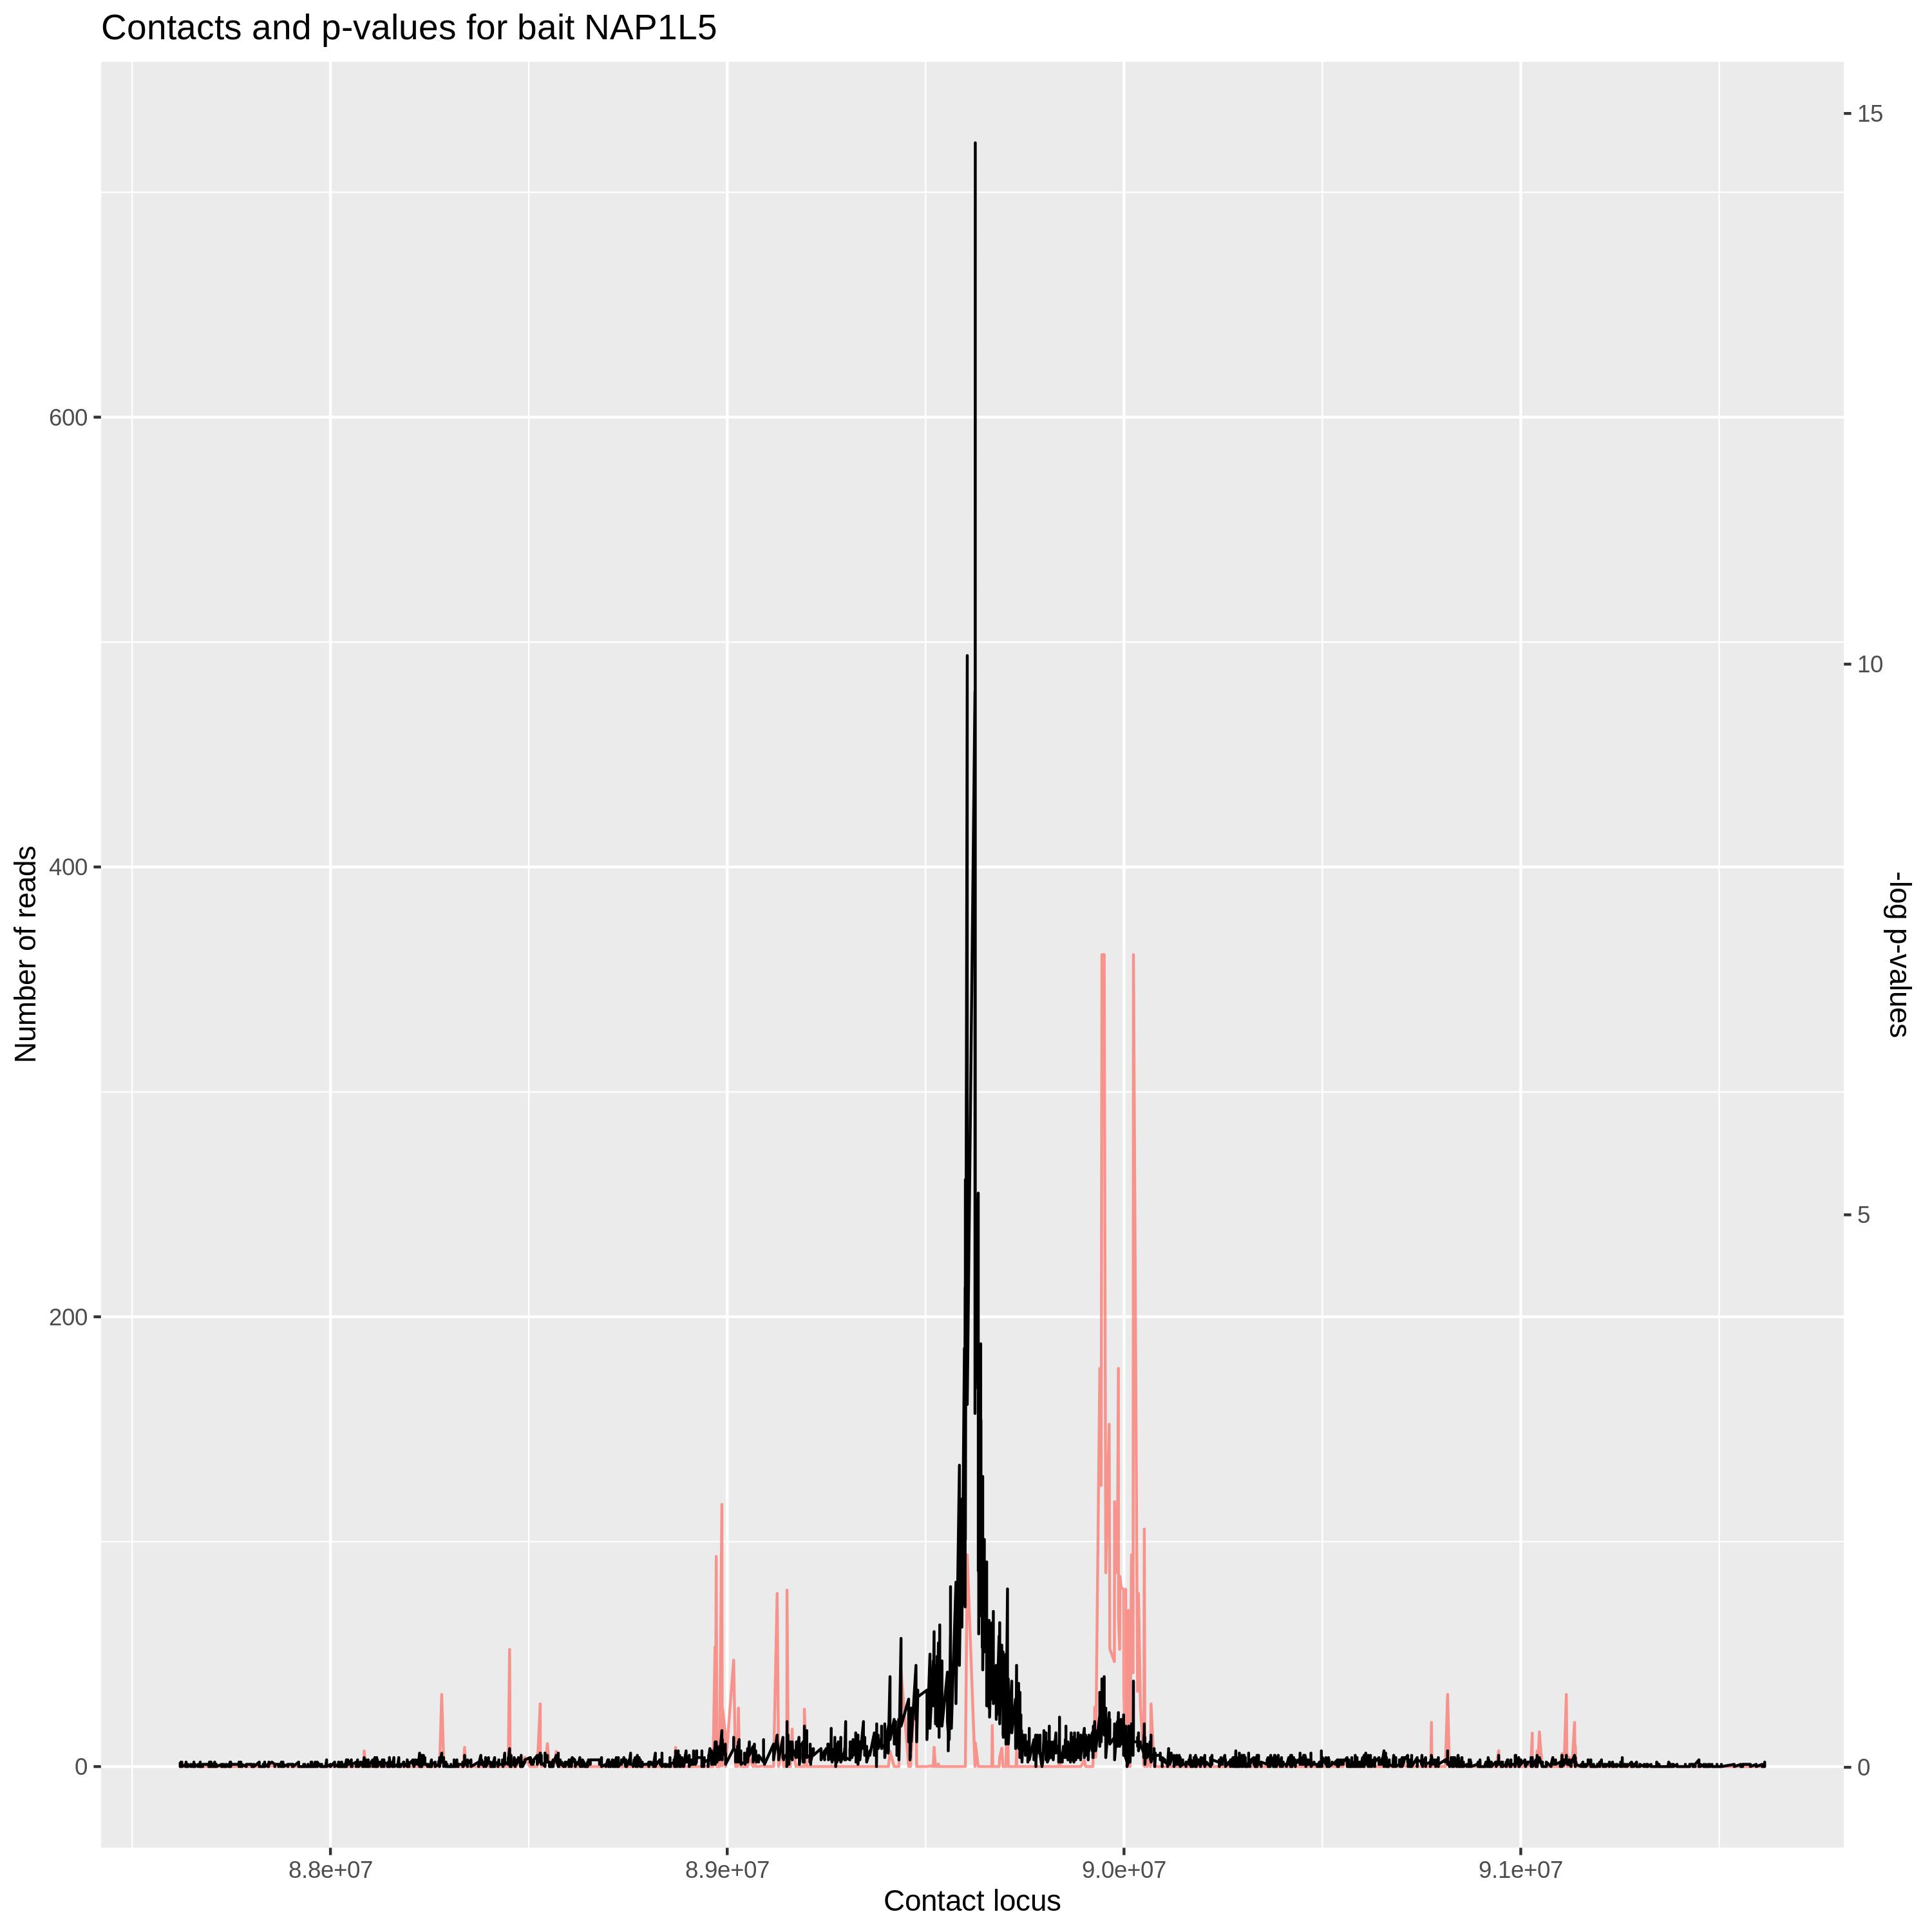 Contacts and p-values for bait NAP1L5
15
600
10
400
Number of reads
-log p-values
5
200
0
0
8.8e+07
8.9e+07
9.0e+07
9.1e+07
Contact locus